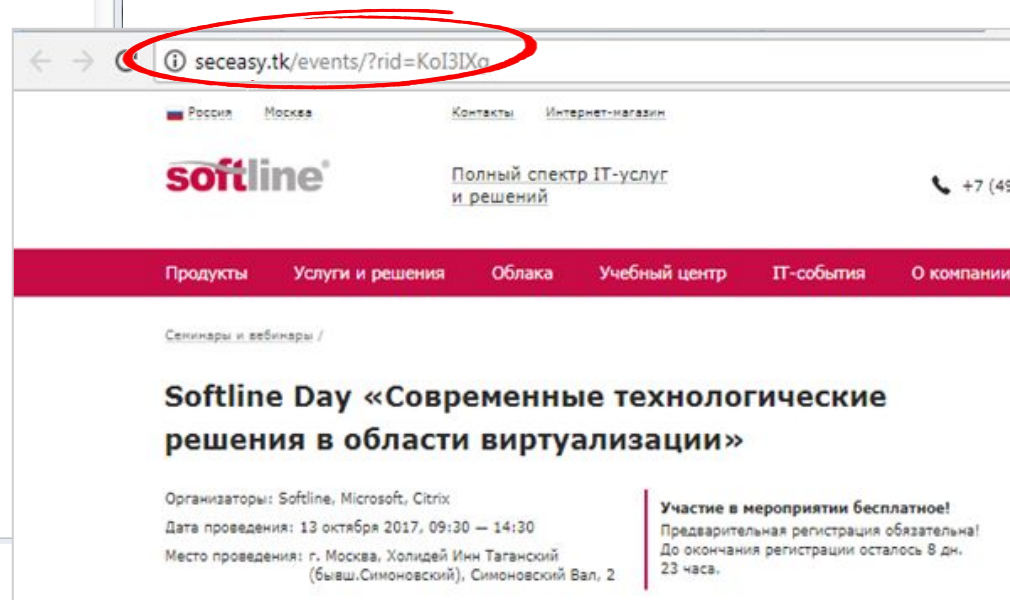 seceasy.tk/events/?rid=KoI3IXg
Россия Москва Контакты Интернет-магазин
softline®
Полный спектр IT-услуг
и решений
+7 (49
Продукты Услуги и решения Облака Учебный центр IT-события О компании
Семинары и вебинары /
Softline Day «Современные технологические
решения в области виртуализации»
Организаторы: Softline, Microsoft, Citrix
Дата проведения: 13 октября 2017, 09:30 — 14:30
Место проведения: г. Москва, Холидей Инн Таганский
(бывш.Симоновский), Симоновский Вал, 2
Участие в мероприятии бесплатное!
Предварительная регистрация обязательна!
До окончания регистрации осталось 8 дн.
23 часа.